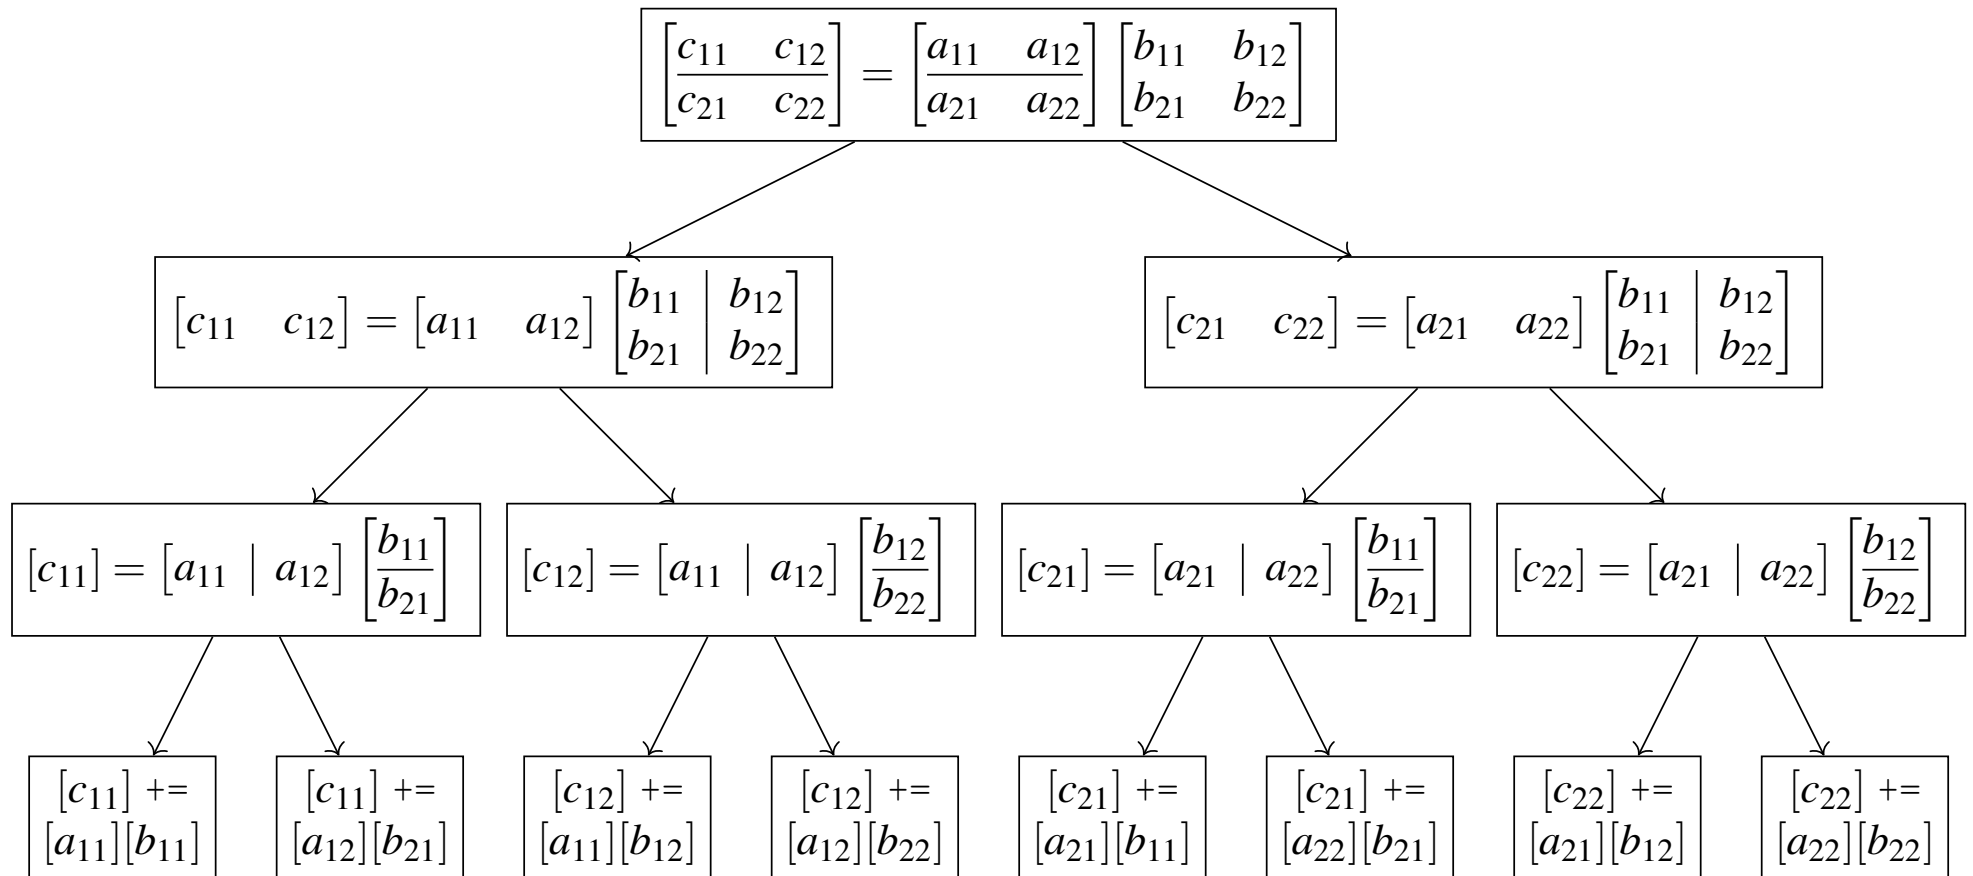 [c11 c12; c21 c22] = [a11 a12; a21 a22] [b11 b12; b21 b22]
[c11 c12] = [a11 a12] [b11 | b12; b21 | b22]
[c21 c22] = [a21 a22] [b11 | b12; b21 | b22]
[c11] = [a11 | a12] [b11; b21]
[c12] = [a11 | a12] [b12; b22]
[c21] = [a21 | a22] [b11; b21]
[c22] = [a21 | a22] [b12; b22]
[c11] +=
[a11][b11]
[c11] +=
[a12][b21]
[c12] +=
[a11][b12]
[c12] +=
[a12][b22]
[c21] +=
[a21][b11]
[c21] +=
[a22][b21]
[c22] +=
[a21][b12]
[c22] +=
[a22][b22]